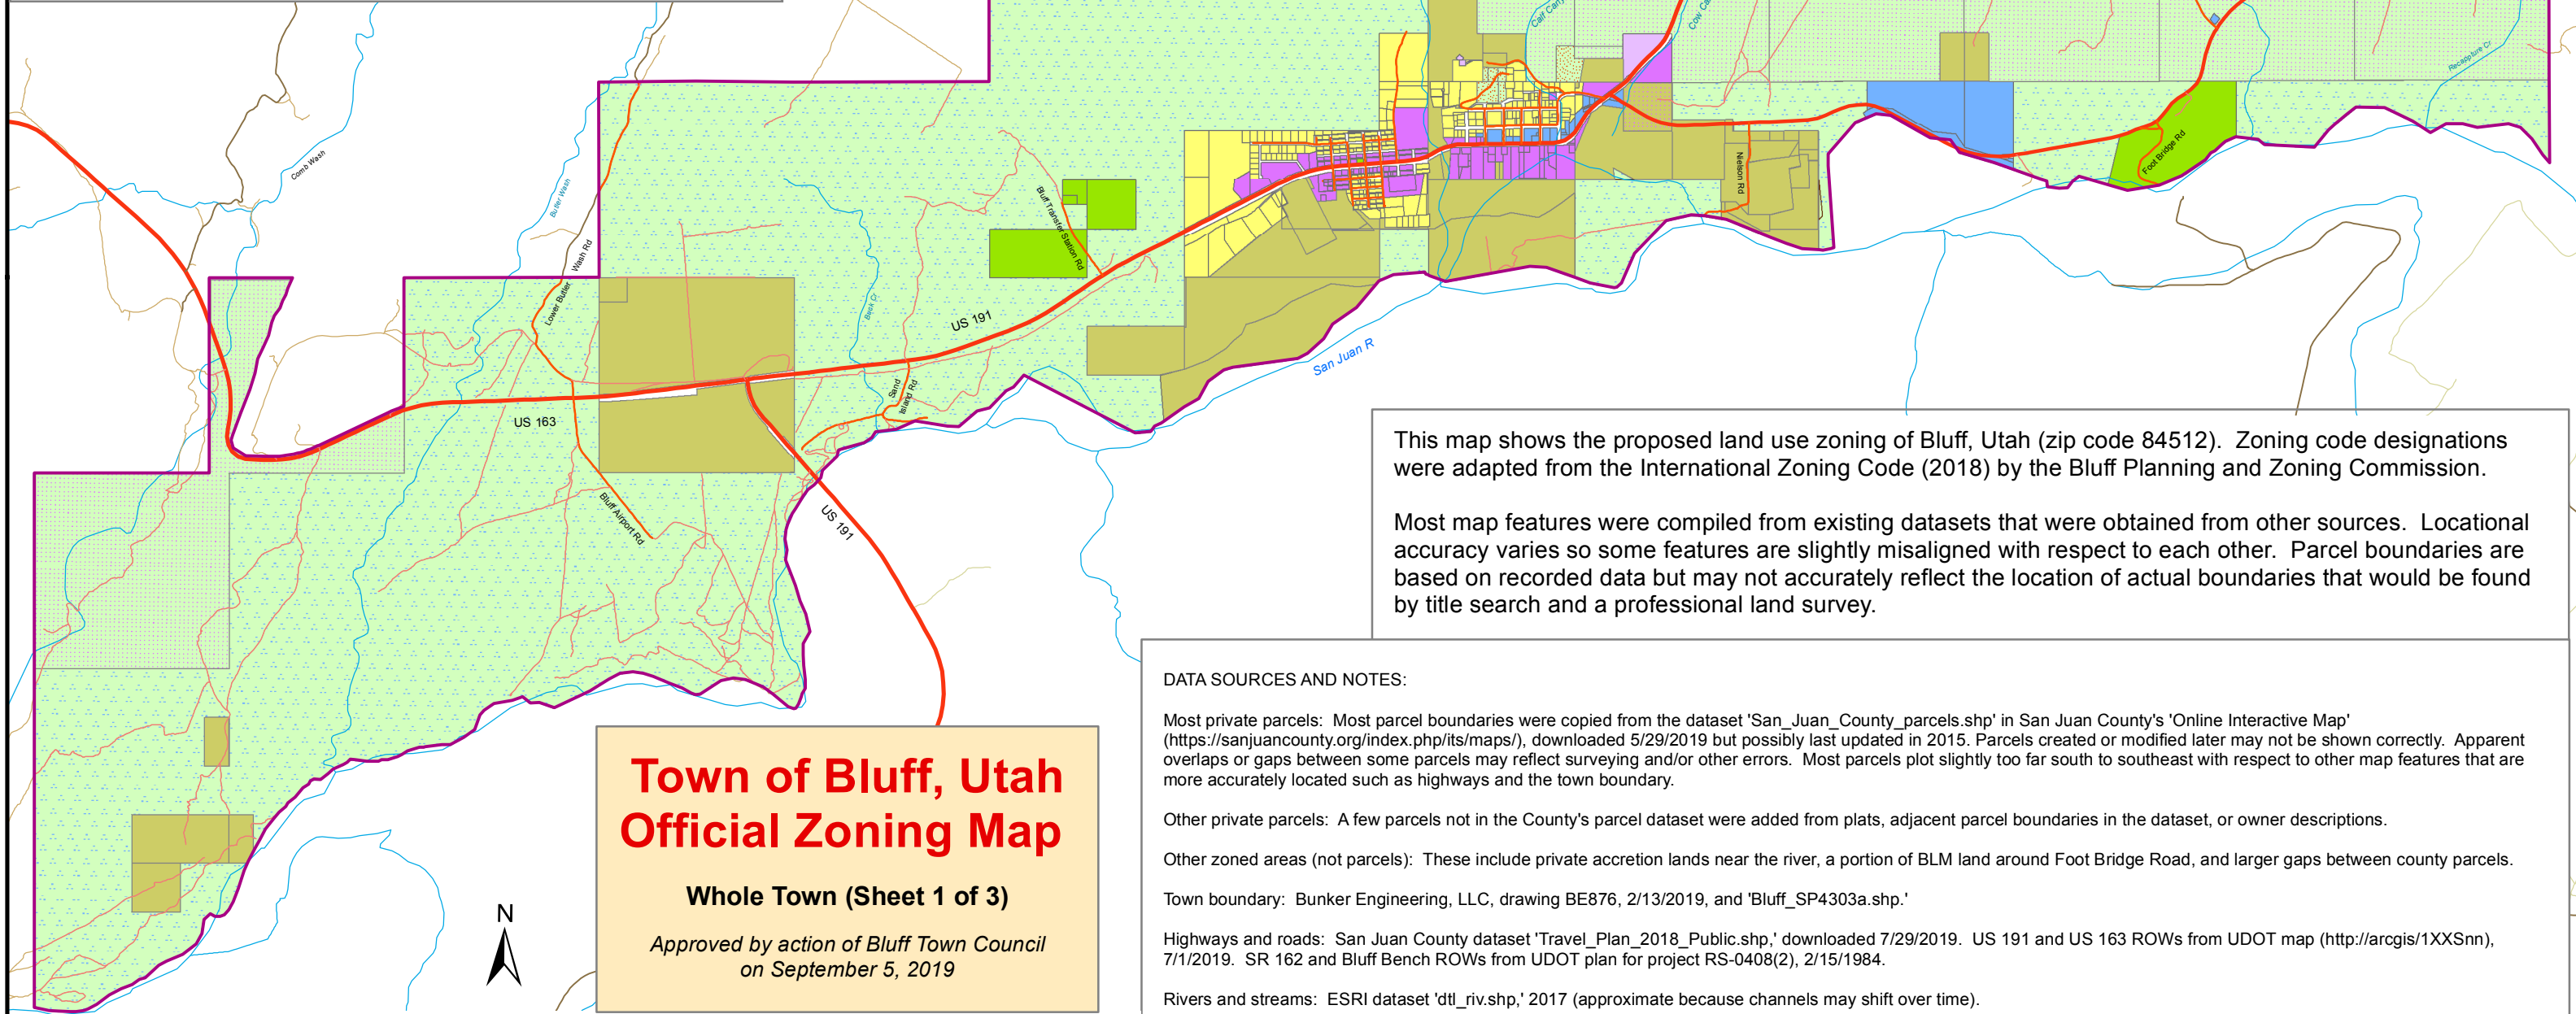 Calf Cany
Cow Ca
Recapture Cr
Comb Wash
Butler Wash
Lower Butler Wash Rd
Bluff Transfer Station Rd
Nielson Rd
Foot Bridge Rd
US 191
Sand
Island Rd
San Juan R
US 163
Bluff Airport Rd
US 191
This map shows the proposed land use zoning of Bluff, Utah (zip code 84512). Zoning code designations
were adapted from the International Zoning Code (2018) by the Bluff Planning and Zoning Commission.
Most map features were compiled from existing datasets that were obtained from other sources. Locational
accuracy varies so some features are slightly misaligned with respect to each other. Parcel boundaries are
based on recorded data but may not accurately reflect the location of actual boundaries that would be found
by title search and a professional land survey.
Town of Bluff, Utah
Official Zoning Map
Whole Town (Sheet 1 of 3)
Approved by action of Bluff Town Council
on September 5, 2019
N
DATA SOURCES AND NOTES:
Most private parcels: Most parcel boundaries were copied from the dataset 'San_Juan_County_parcels.shp' in San Juan County's 'Online Interactive Map'
(https://sanjuancounty.org/index.php/its/maps/), downloaded 5/29/2019 but possibly last updated in 2015. Parcels created or modified later may not be shown correctly. Apparent
overlaps or gaps between some parcels may reflect surveying and/or other errors. Most parcels plot slightly too far south to southeast with respect to other map features that are
more accurately located such as highways and the town boundary.
Other private parcels: A few parcels not in the County's parcel dataset were added from plats, adjacent parcel boundaries in the dataset, or owner descriptions.
Other zoned areas (not parcels): These include private accretion lands near the river, a portion of BLM land around Foot Bridge Road, and larger gaps between county parcels.
Town boundary: Bunker Engineering, LLC, drawing BE876, 2/13/2019, and 'Bluff_SP4303a.shp.'
Highways and roads: San Juan County dataset 'Travel_Plan_2018_Public.shp,' downloaded 7/29/2019. US 191 and US 163 ROWs from UDOT map (http://arcgis/1XXSnn),
7/1/2019. SR 162 and Bluff Bench ROWs from UDOT plan for project RS-0408(2), 2/15/1984.
Rivers and streams: ESRI dataset 'dtl_riv.shp,' 2017 (approximate because channels may shift over time).